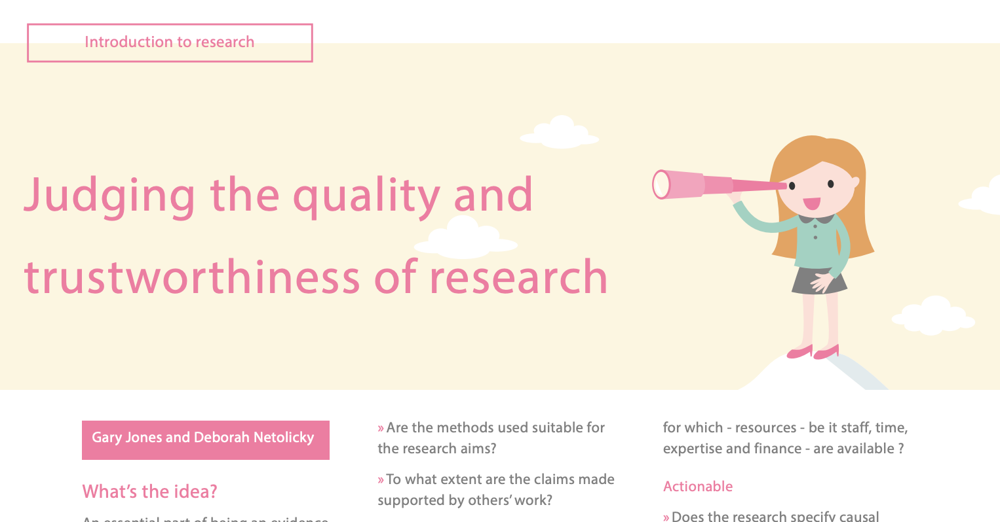 Introduction to research
Judging the quality and
trustworthiness of research
Gary Jones and Deborah Netolicky
What’s the idea?
An essential part of being an evidence
» Are the methods used suitable for
the research aims?
» To what extent are the claims made
supported by others’ work?
for which - resources - be it staff, time,
expertise and finance - are available ?
Actionable
» Does the research specify causal